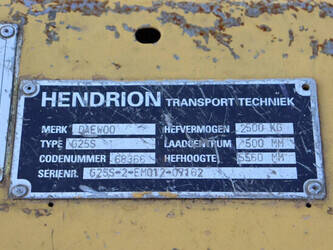 HENDRION TRANSPORT TECHNIEK
MERK DAEWOO HEFVERMOGEN 2500 KG
TYPE G25S LAADCENTRUM 500 MM
CODENUMMER 68366 HEFHOOGTE 5560 MM
SERIENR. G25S-2-EM012-09162